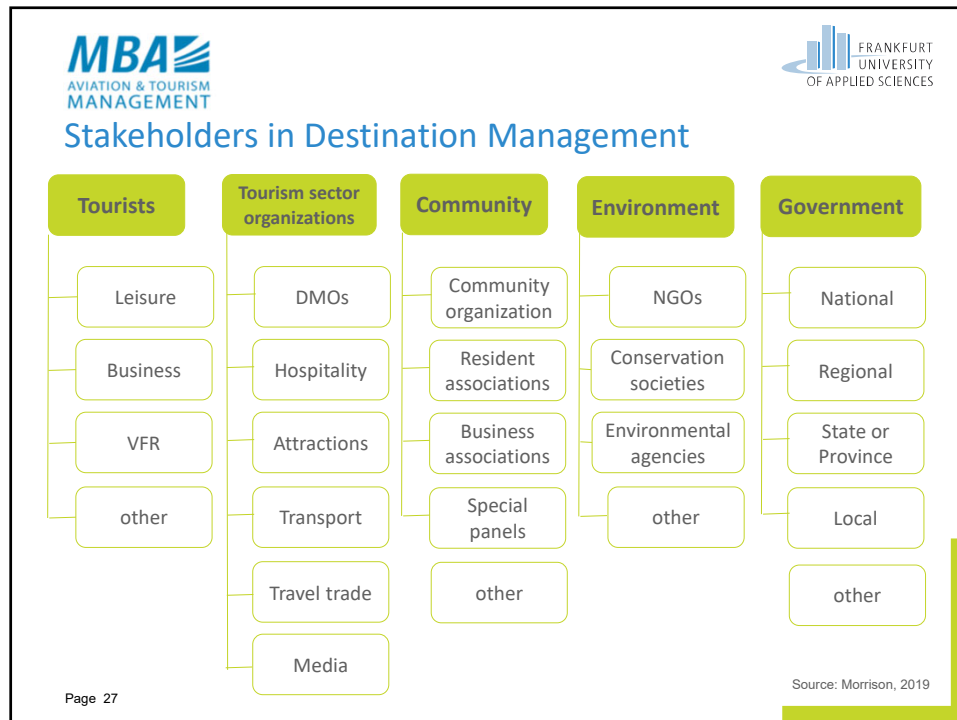 MBA
AVIATION & TOURISM
MANAGEMENT
FRANKFURT
UNIVERSITY
OF APPLIED SCIENCES
Stakeholders in Destination Management
Tourists
Leisure
Business
VFR
other
Tourism sector
organizations
DMOs
Hospitality
Attractions
Transport
Travel trade
Media
Community
Community
organization
Resident
associations
Business
associations
Special
panels
other
Environment
NGOs
Conservation
societies
Environmental
agencies
other
Government
National
Regional
State or
Province
Local
other
Page 27
Source: Morrison, 2019